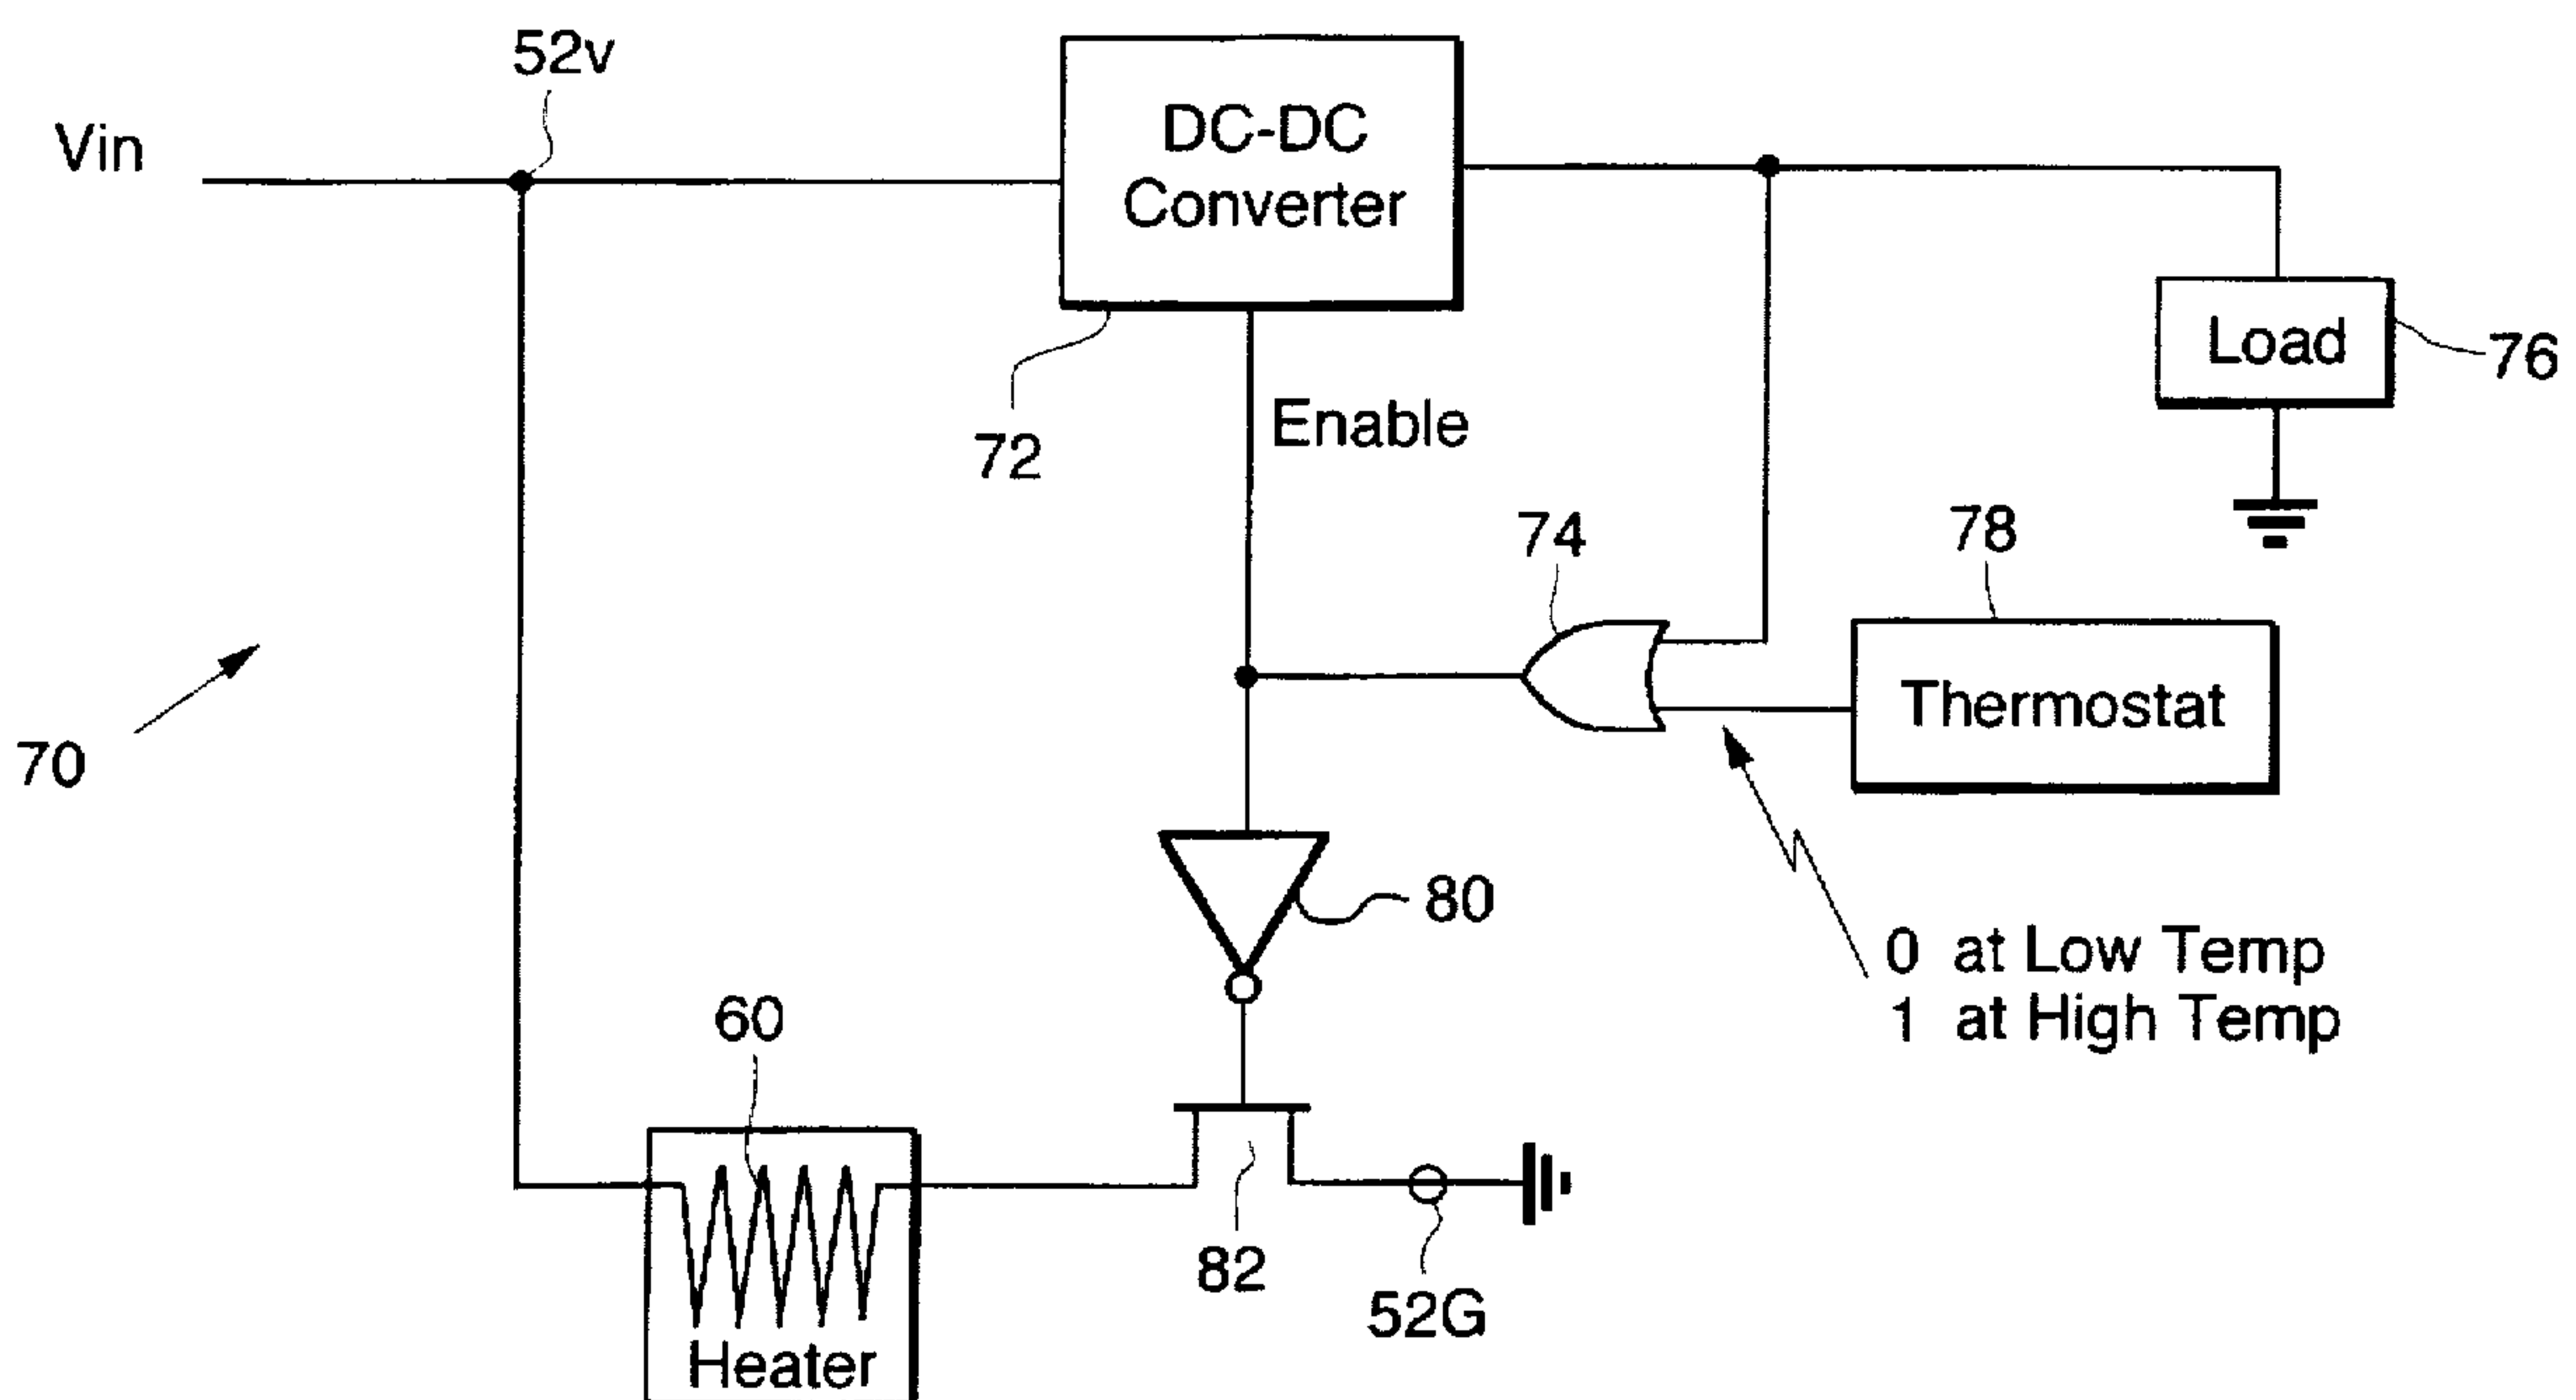 52v
Vin
DC-DC
Converter
72
Enable
Load
76
74
78
Thermostat
70
80
0 at Low Temp
1 at High Temp
60
Heater
82
52G